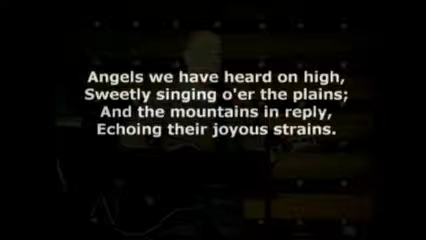 Angels we have heard on high,
Sweetly singing o'er the plains;
And the mountains in reply,
Echoing their joyous strains.